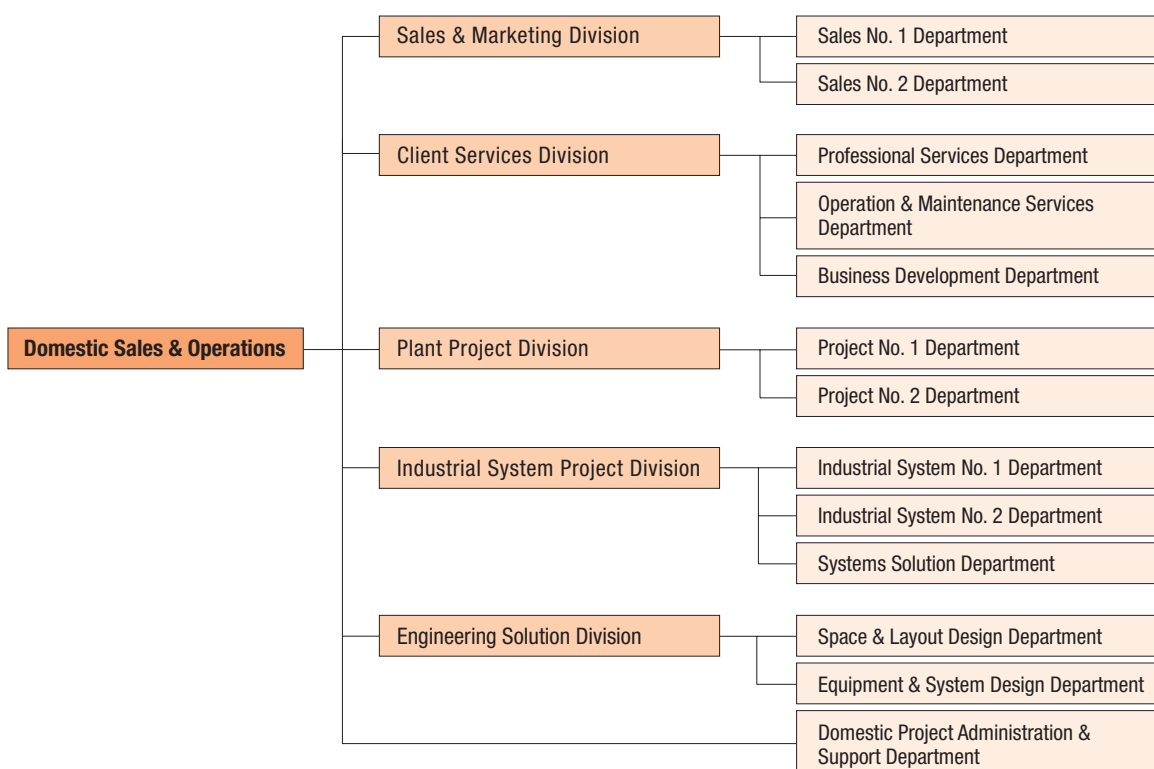 Sales & Marketing Division
Sales No. 1 Department
Sales No. 2 Department
Client Services Division
Professional Services Department
Operation & Maintenance Services
Department
Business Development Department
Domestic Sales & Operations
Plant Project Division
Project No. 1 Department
Project No. 2 Department
Industrial System Project Division
Industrial System No. 1 Department
Industrial System No. 2 Department
Systems Solution Department
Engineering Solution Division
Space & Layout Design Department
Equipment & System Design Department
Domestic Project Administration &
Support Department